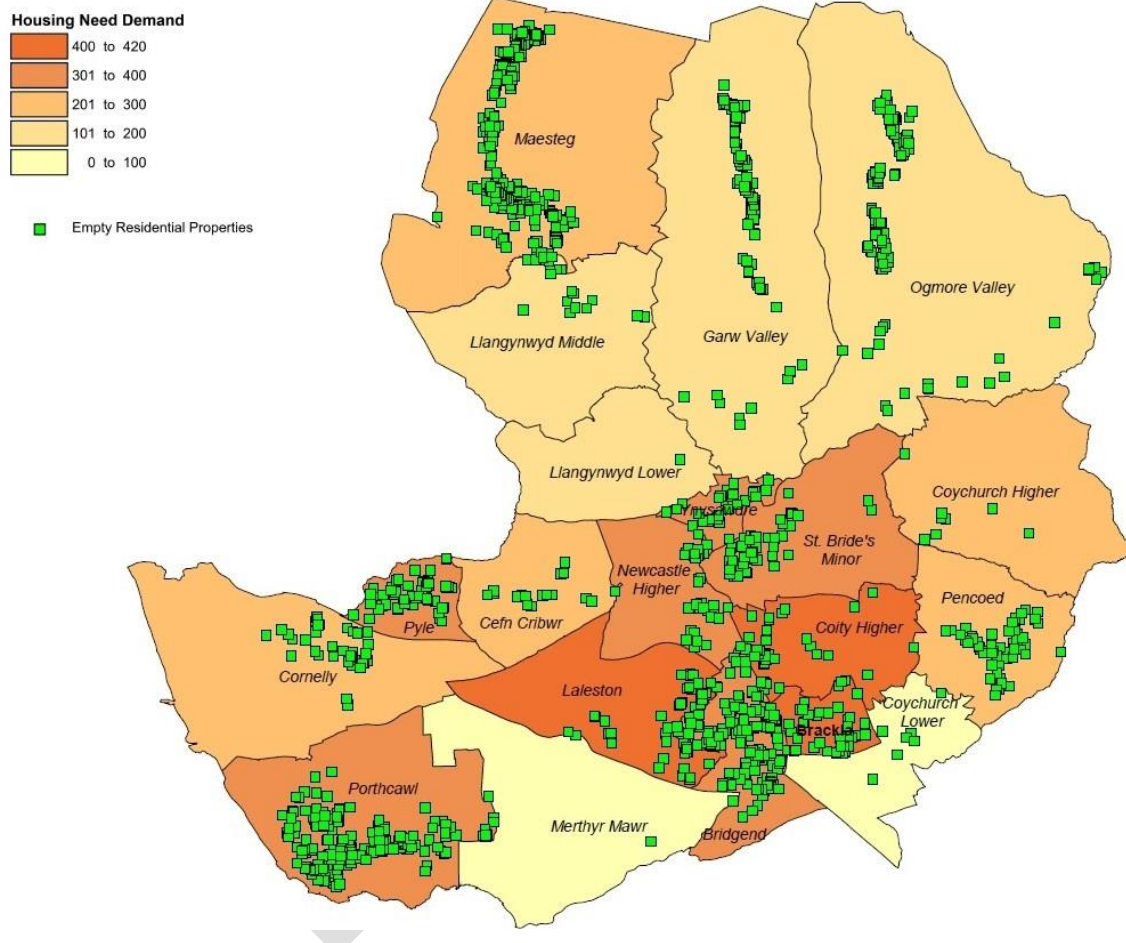 Housing Need Demand
400 to 420
301 to 400
201 to 300
101 to 200
0 to 100
Empty Residential Properties
Maesteg
Ogmore Valley
Garw Valley
Llangynwyd Middle
Llangynwyd Lower
Coychurch Higher
Ynysawdre
St. Bride's
Minor
Newcastle
Higher
Pencoed
Cefn Cribwr
Pyle
Coity Higher
Cornelly
Laleston
Coychurch
Lower
Brackla
Porthcawl
Merthyr Mawr
Bridgend